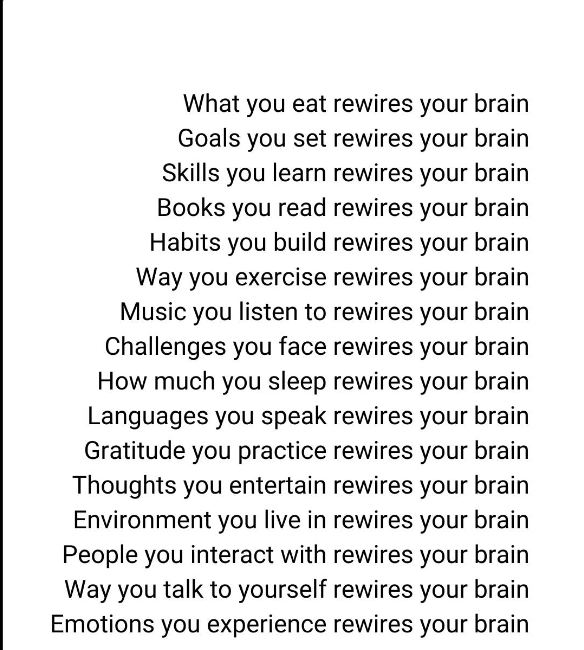 What you eat rewires your brain
Goals you set rewires your brain
Skills you learn rewires your brain
Books you read rewires your brain
Habits you build rewires your brain
Way you exercise rewires your brain
Music you listen to rewires your brain
Challenges you face rewires your brain
How much you sleep rewires your brain
Languages you speak rewires your brain
Gratitude you practice rewires your brain
Thoughts you entertain rewires your brain
Environment you live in rewires your brain
People you interact with rewires your brain
Way you talk to yourself rewires your brain
Emotions you experience rewires your brain